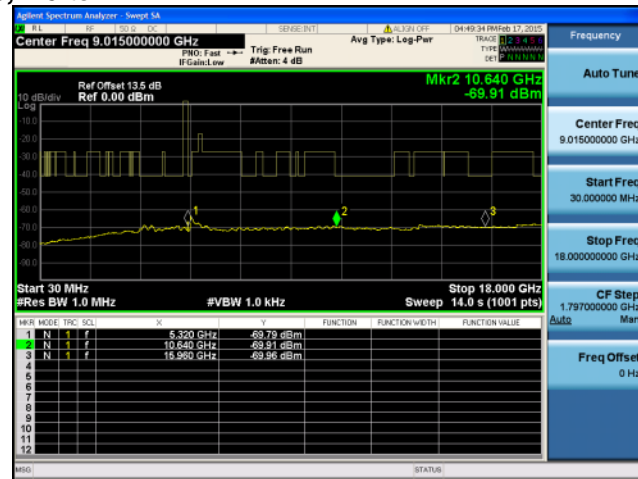 Agilent Spectrum Analyzer - Swept SA
RL RF 50 Ω DC SENSE:INT ALIGN OFF 04:49:34 PM Feb 17, 2015
Center Freq 9.015000000 GHz
PNO: Fast
IFGain:Low
Trig: Free Run
#Atten: 4 dB
Avg Type: Log-Pwr
TRACE 1 2 3 4 5 6
TYPE
DET P N N N N N
Ref Offset 13.5 dB
10 dB/div Ref 0.00 dBm
Log
Mkr2 10.640 GHz
-69.91 dBm
-10.0
-20.0
-30.0
-40.0
-50.0
-60.0
-70.0
-80.0
-90.0
1
2
3
Start 30 MHz
Stop 18.000 GHz
#Res BW 1.0 MHz #VBW 1.0 kHz Sweep 14.0 s (1001 pts)
MKR MODE TRC SCL X Y FUNCTION FUNCTION WIDTH FUNCTION VALUE
1 N 1 f 5.320 GHz -69.79 dBm
2 N 1 f 10.640 GHz -69.91 dBm
3 N 1 f 15.960 GHz -69.96 dBm
4
5
6
7
8
9
10
11
12
MSG STATUS
Frequency
Auto Tune
Center Freq
9.015000000 GHz
Start Freq
30.000000 MHz
Stop Freq
18.000000000 GHz
CF Step
1.797000000 GHz
Auto Man
Freq Offset
0 Hz